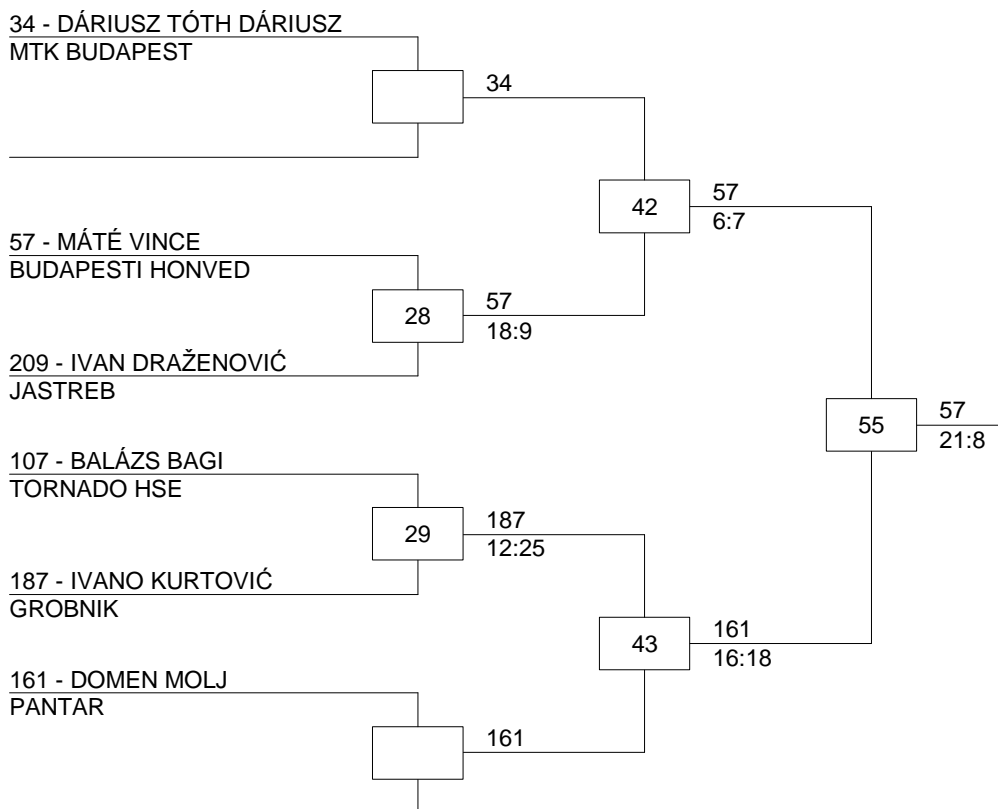 34 - DÁRIUSZ TÓTH DÁRIUSZ
MTK BUDAPEST
34
42
57
6:7
57 - MÁTÉ VINCE
BUDAPESTI HONVED
28
57
18:9
209 - IVAN DRAŽENOVIĆ
JASTREB
55
57
21:8
107 - BALÁZS BAGI
TORNADO HSE
29
187
12:25
187 - IVANO KURTOVIĆ
GROBNIK
43
161
16:18
161 - DOMEN MOLJ
PANTAR
161